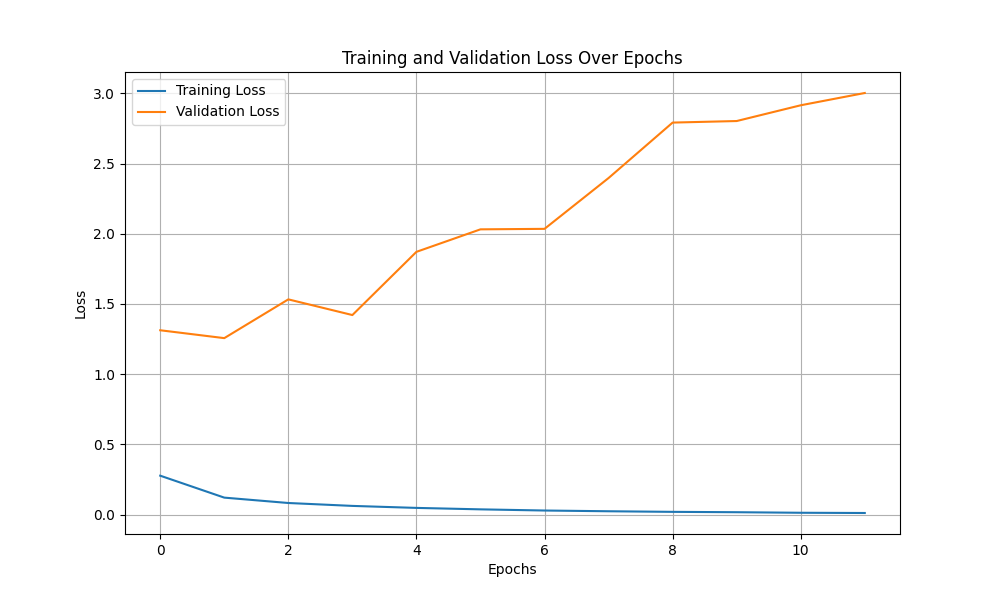 Training and Validation Loss Over Epochs
Training Loss
Validation Loss
3.0
2.5
2.0
1.5
1.0
0.5
0.0
Loss
0 2 4 6 8 10
Epochs